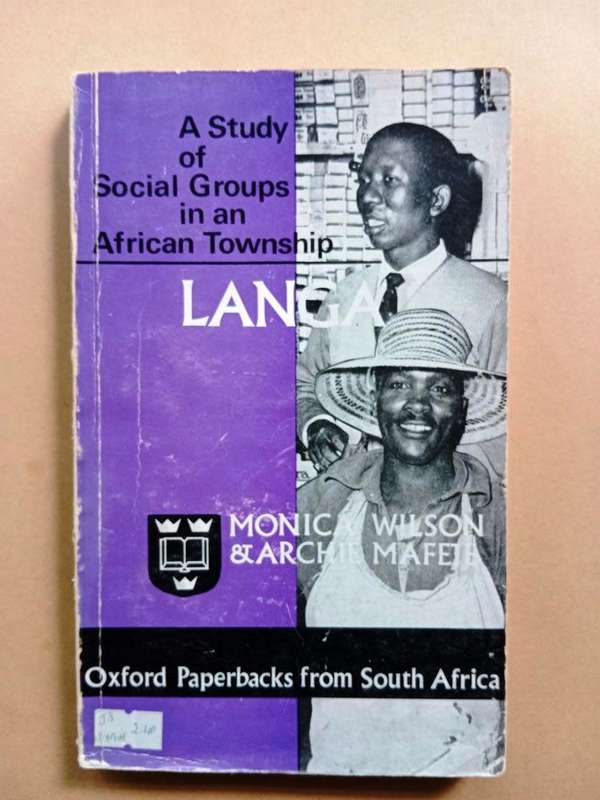 A Study
of
Social Groups
in an
African Township
LANGA
MONICA WILSON
& ARCHIE MAFEJE
Oxford Paperbacks from South Africa